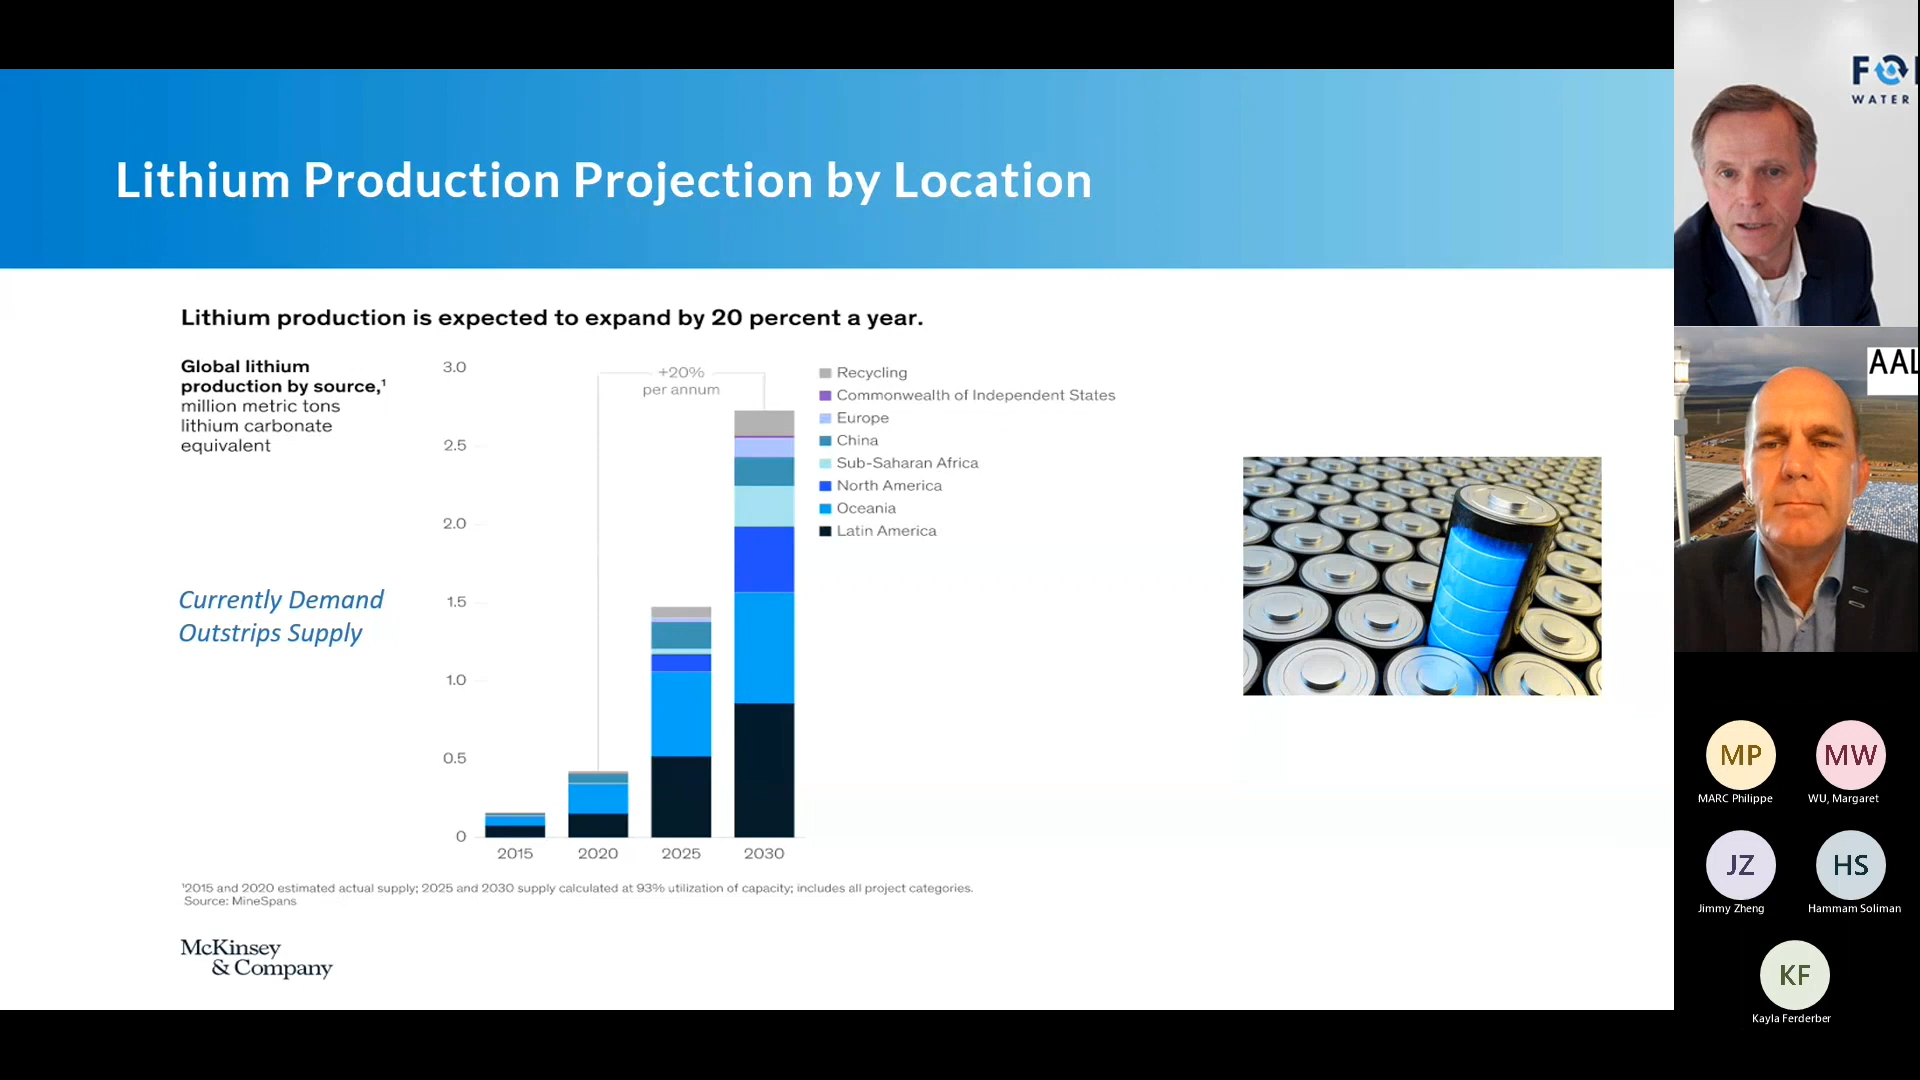 Lithium Production Projection by Location
Lithium production is expected to expand by 20 percent a year.
Global lithium
production by source,¹
million metric tons
lithium carbonate
equivalent
Currently Demand
Outstrips Supply
3.0
2.5
2.0
1.5
1.0
0.5
0
+20%
per annum
2015 2020 2025 2030
Recycling
Commonwealth of Independent States
Europe
China
Sub-Saharan Africa
North America
Oceania
Latin America
¹2015 and 2020 estimated actual supply; 2025 and 2030 supply calculated at 93% utilization of capacity; includes all project categories.
Source: MineSpans
McKinsey
& Company
WATER
AAL
MP MW
MARC Philippe WU, Margaret
JZ HS
Jimmy Zheng Hammam Soliman
KF
Kayla Ferderber